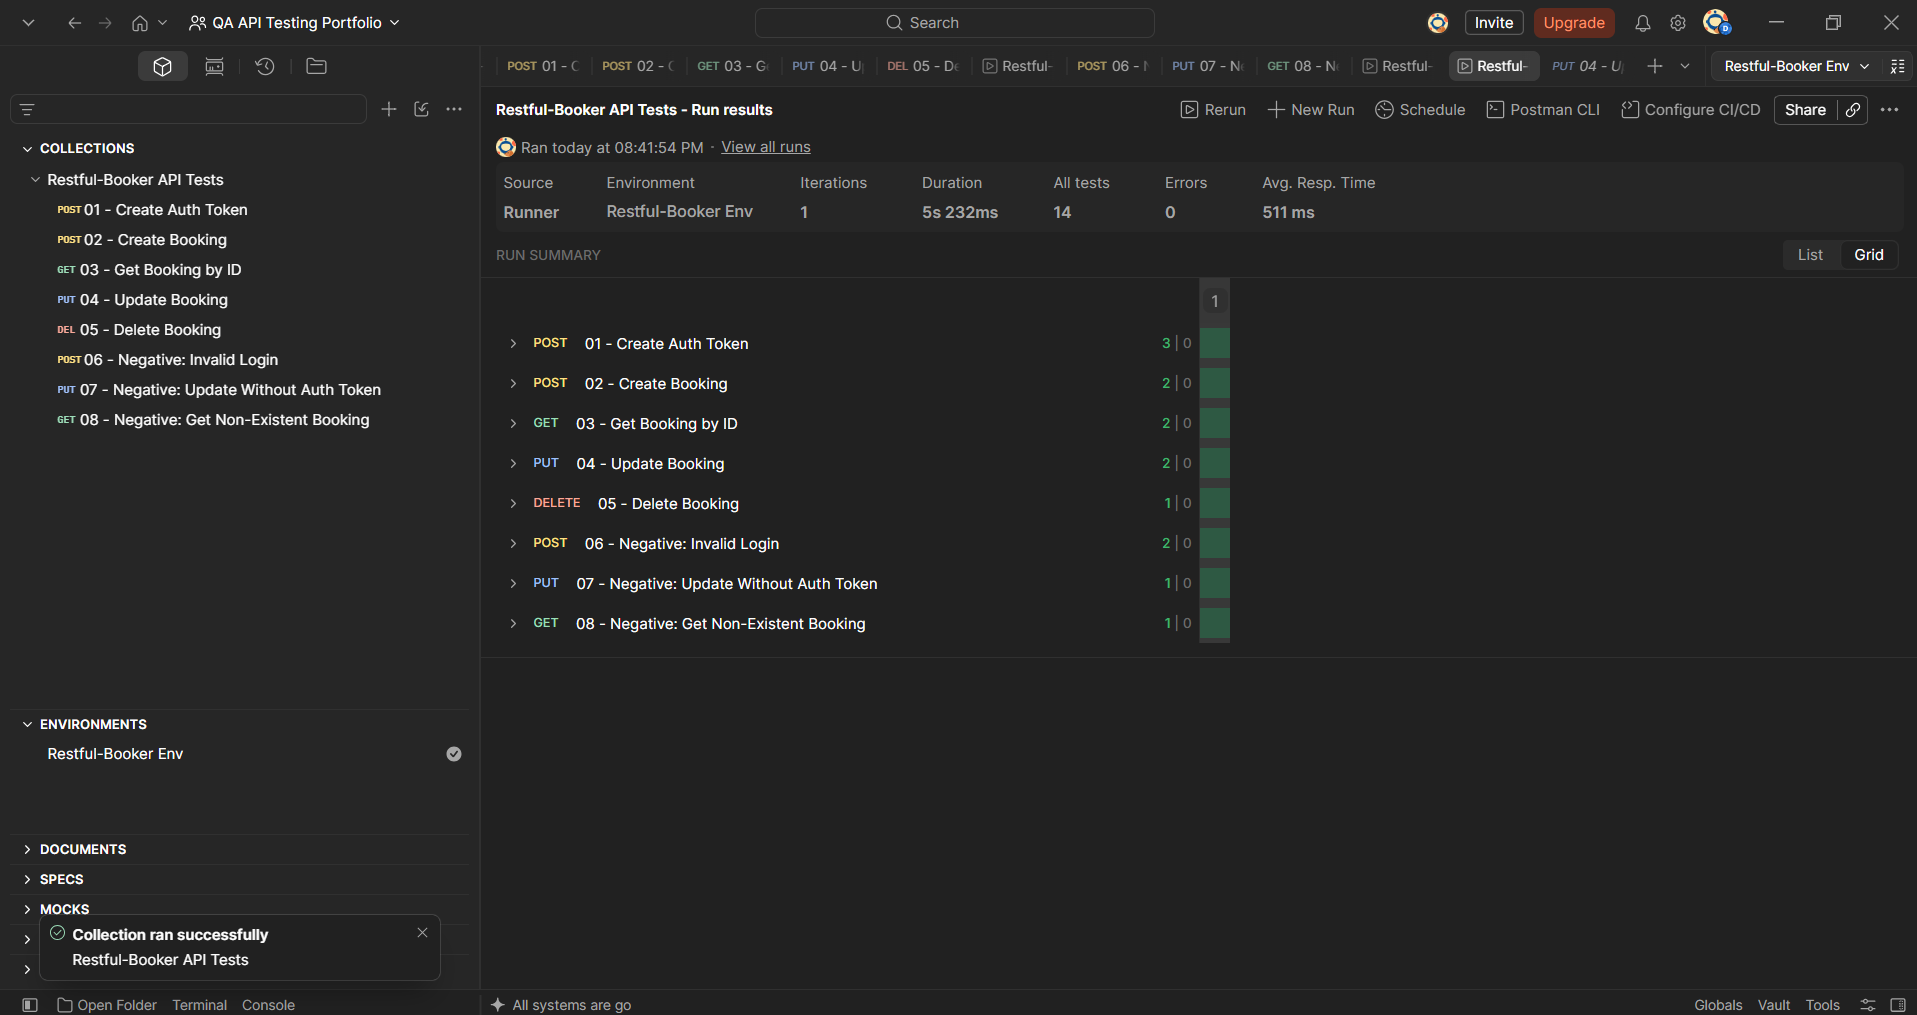 QA API Testing Portfolio
Search
Invite
Upgrade
POST 01 - C
POST 02 - C
GET 03 - G
PUT 04 - U
DEL 05 - De
Restful-
POST 06 - N
PUT 07 - N
GET 08 - N
Restful-
Restful-
PUT 04 - U
Restful-Booker Env
Restful-Booker API Tests - Run results
Rerun
New Run
Schedule
Postman CLI
Configure CI/CD
Share
COLLECTIONS
Restful-Booker API Tests
POST 01 - Create Auth Token
POST 02 - Create Booking
GET 03 - Get Booking by ID
PUT 04 - Update Booking
DEL 05 - Delete Booking
POST 06 - Negative: Invalid Login
PUT 07 - Negative: Update Without Auth Token
GET 08 - Negative: Get Non-Existent Booking
Ran today at 08:41:54 PM · View all runs
Source Environment Iterations Duration All tests Errors Avg. Resp. Time
Runner Restful-Booker Env 1 5s 232ms 14 0 511 ms
RUN SUMMARY
List Grid
1
POST 01 - Create Auth Token 3 | 0
POST 02 - Create Booking 2 | 0
GET 03 - Get Booking by ID 2 | 0
PUT 04 - Update Booking 2 | 0
DELETE 05 - Delete Booking 1 | 0
POST 06 - Negative: Invalid Login 2 | 0
PUT 07 - Negative: Update Without Auth Token 1 | 0
GET 08 - Negative: Get Non-Existent Booking 1 | 0
ENVIRONMENTS
Restful-Booker Env
DOCUMENTS
SPECS
MOCKS
Collection ran successfully
Restful-Booker API Tests
Open Folder Terminal Console
All systems are go
Globals Vault Tools